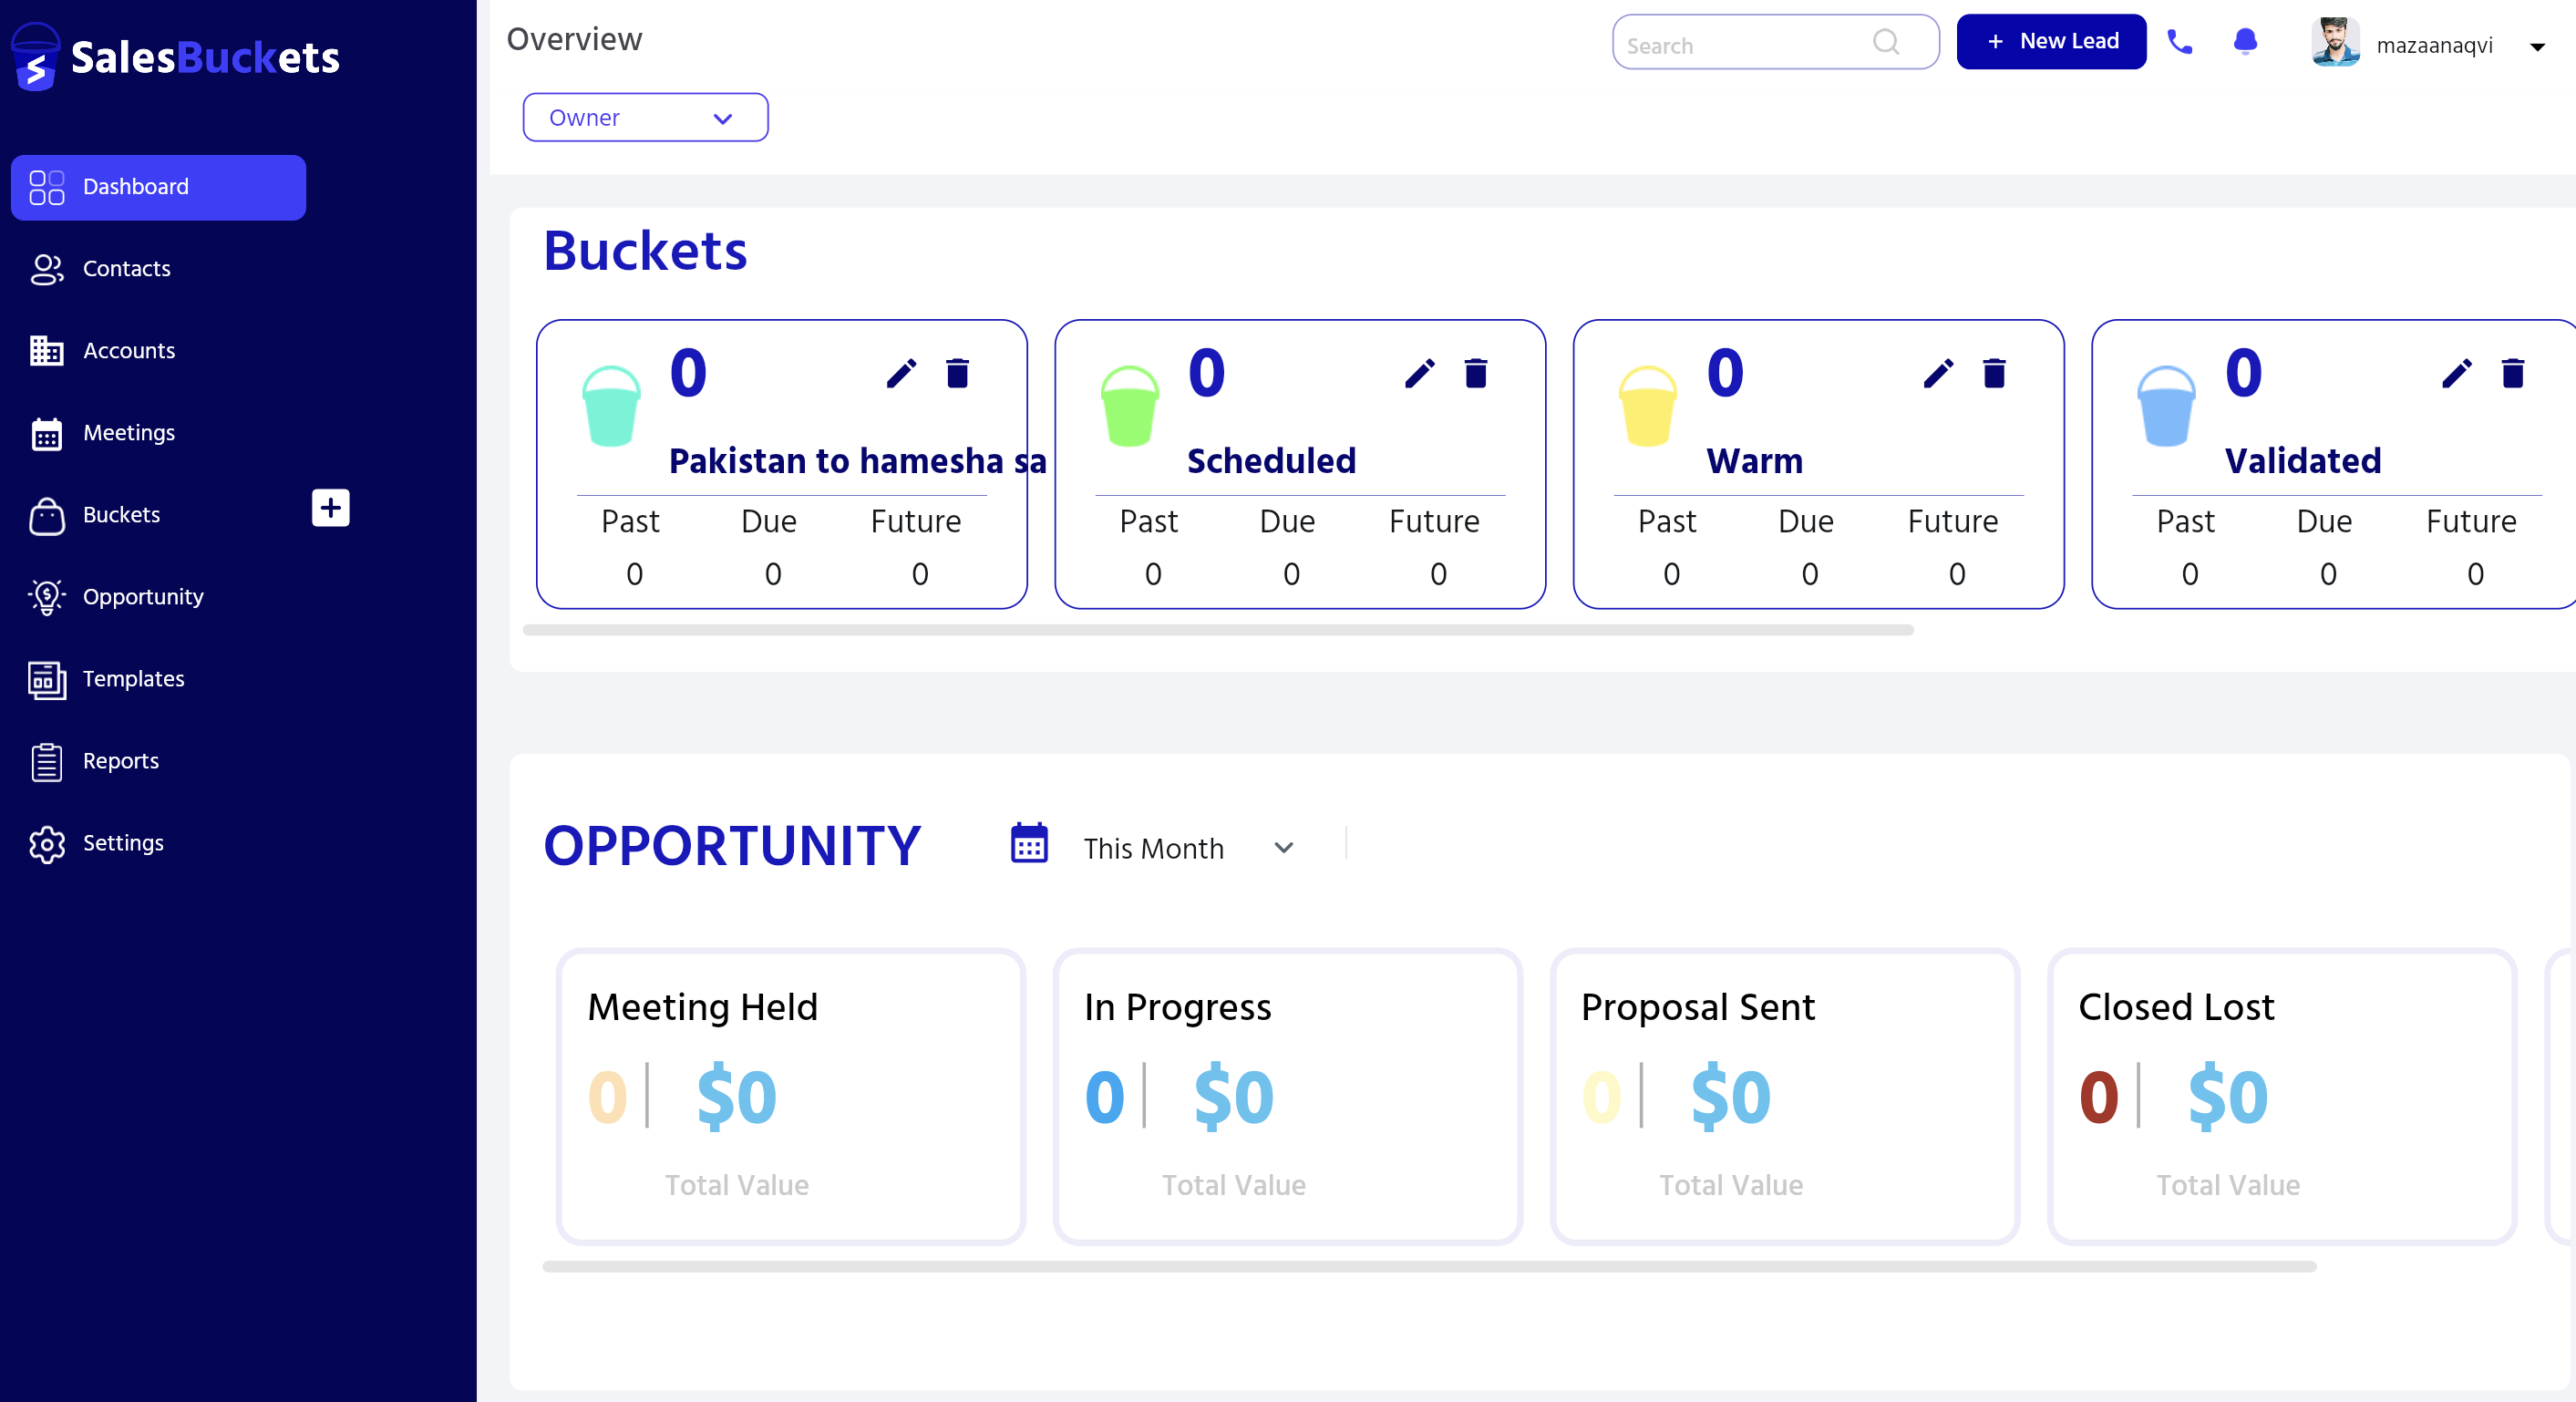 SalesBuckets
Overview
Search
+ New Lead
mazaanaqvi
Owner
Dashboard
Contacts
Accounts
Meetings
Buckets
Opportunity
Templates
Reports
Settings
Buckets
0
Pakistan to hamesha sa
Past Due Future
0 0 0
0
Scheduled
Past Due Future
0 0 0
0
Warm
Past Due Future
0 0 0
0
Validated
Past Due Future
0 0 0
OPPORTUNITY
This Month
Meeting Held
0 $0
Total Value
In Progress
0 $0
Total Value
Proposal Sent
0 $0
Total Value
Closed Lost
0 $0
Total Value